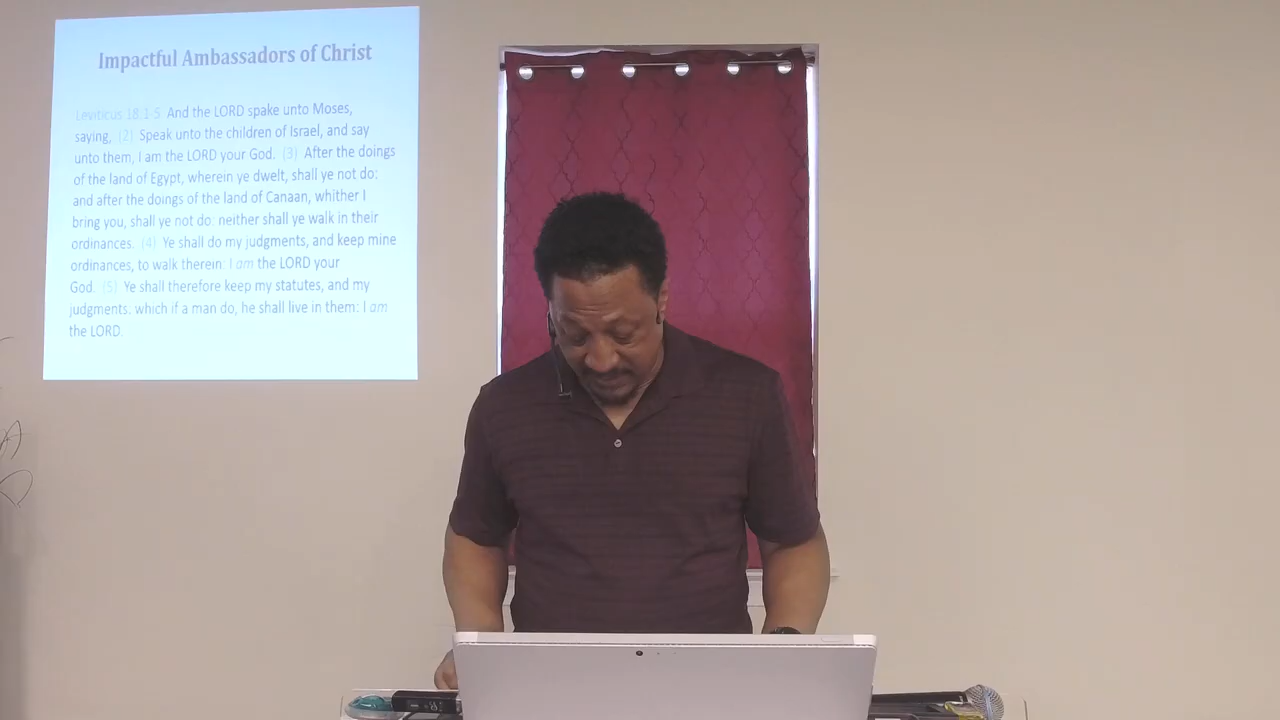 Impactful Ambassadors of Christ
Leviticus 18:1-5 And the LORD spake unto Moses,
saying, (2) Speak unto the children of Israel, and say
unto them, I am the LORD your God. (3) After the doings
of the land of Egypt, wherein ye dwelt, shall ye not do:
and after the doings of the land of Canaan, whither I
bring you, shall ye not do: neither shall ye walk in their
ordinances. (4) Ye shall do my judgments, and keep mine
ordinances, to walk therein: I am the LORD your
God. (5) Ye shall therefore keep my statutes, and my
judgments: which if a man do, he shall live in them: I am
the LORD.